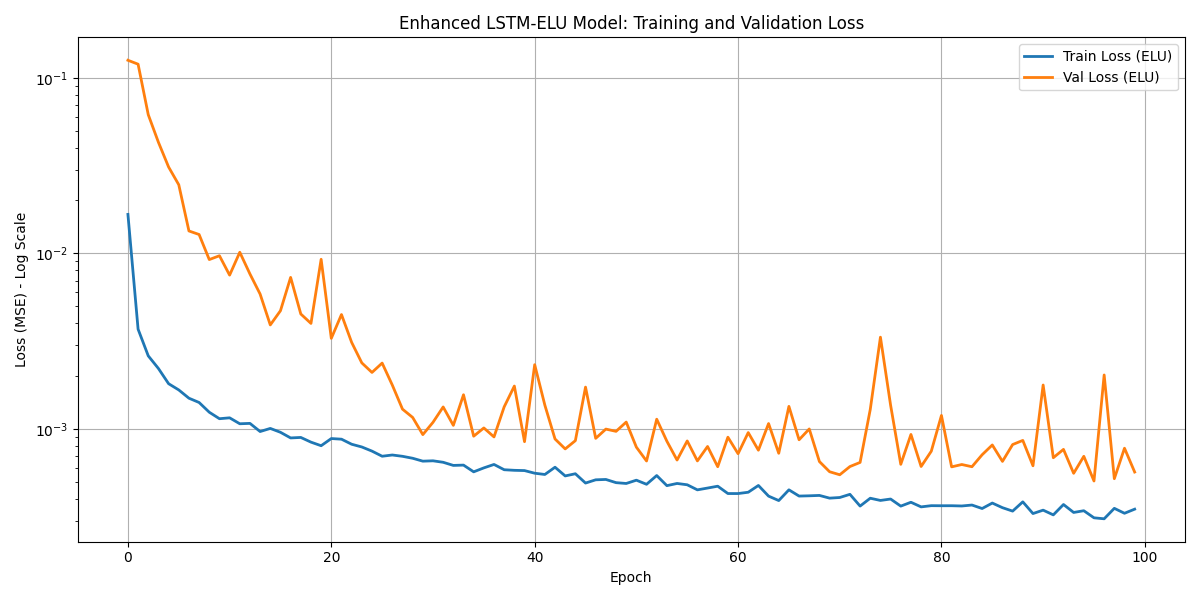 Enhanced LSTM-ELU Model: Training and Validation Loss
Train Loss (ELU)
Val Loss (ELU)
Loss (MSE) - Log Scale
10⁻¹
10⁻²
10⁻³
0 20 40 60 80 100
Epoch